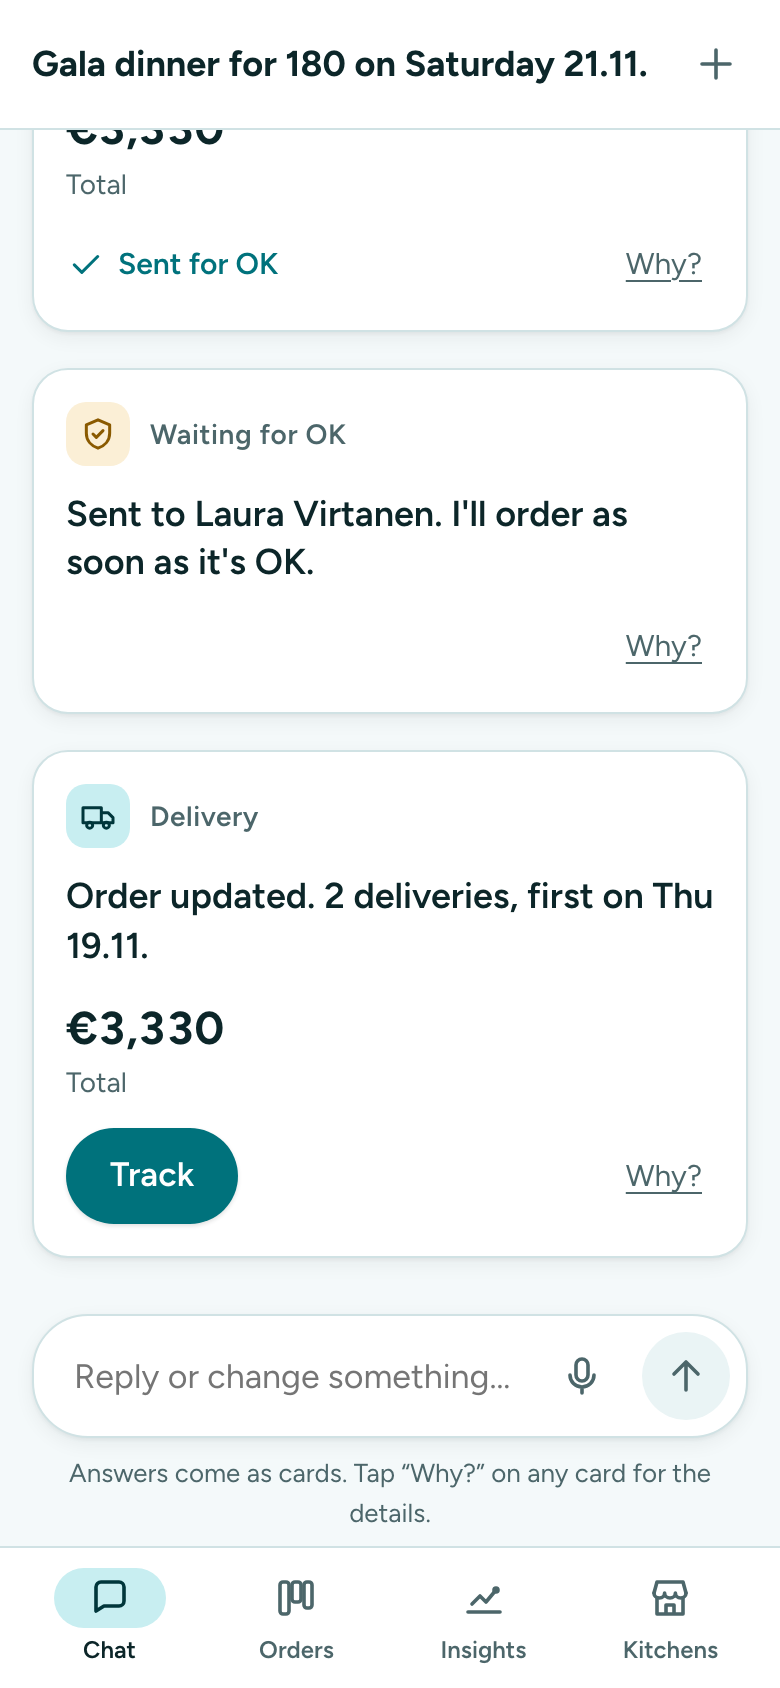 Gala dinner for 180 on Saturday 21.11.
€3,330
Total
Sent for OK
Why?
Waiting for OK
Sent to Laura Virtanen. I'll order as
soon as it's OK.
Why?
Delivery
Order updated. 2 deliveries, first on Thu
19.11.
€3,330
Total
Track
Why?
Reply or change something...
Answers come as cards. Tap “Why?” on any card for the
details.
Chat
Orders
Insights
Kitchens